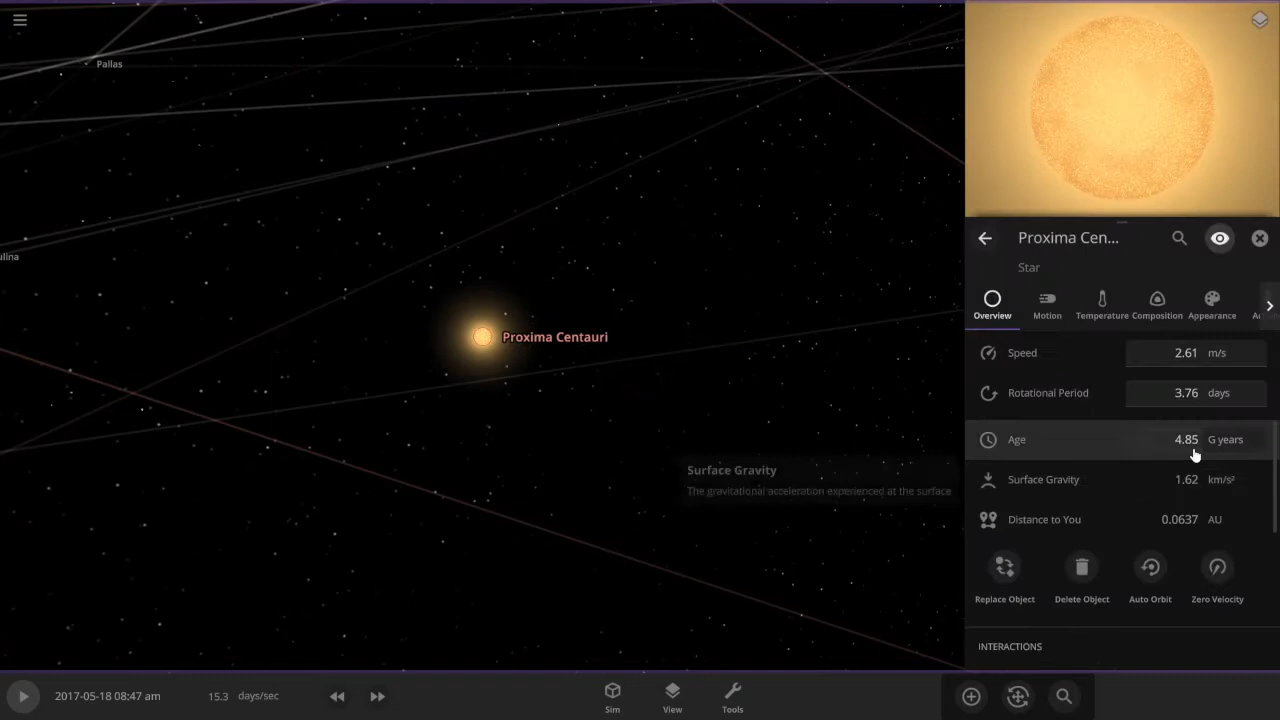 Pallas
ulina
Proxima Centauri
Surface Gravity
The gravitational acceleration experienced at the surface
Proxima Cen...
Star
Overview
Motion
Temperature
Composition
Appearance
A
Speed 2.61 m/s
Rotational Period 3.76 days
Age 4.85 G years
Surface Gravity 1.62 km/s²
Distance to You 0.0637 AU
Replace Object
Delete Object
Auto Orbit
Zero Velocity
INTERACTIONS
2017-05-18 08:47 am
15.3 days/sec
Sim
View
Tools